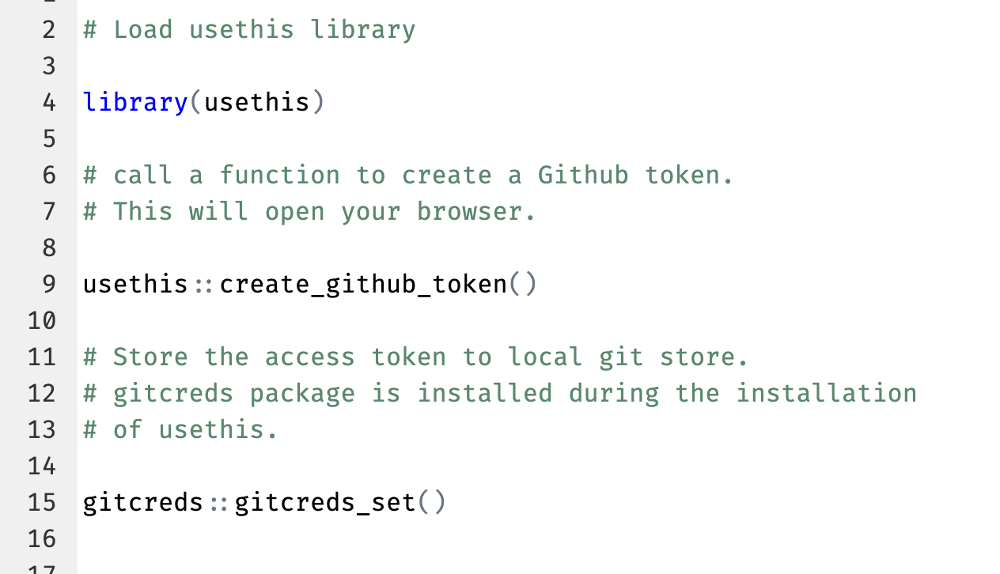 2 # Load usethis library
3
4 library(usethis)
5
6 # call a function to create a Github token.
7 # This will open your browser.
8
9 usethis::create_github_token()
10
11 # Store the access token to local git store.
12 # gitcreds package is installed during the installation
13 # of usethis.
14
15 gitcreds::gitcreds_set()
16
17